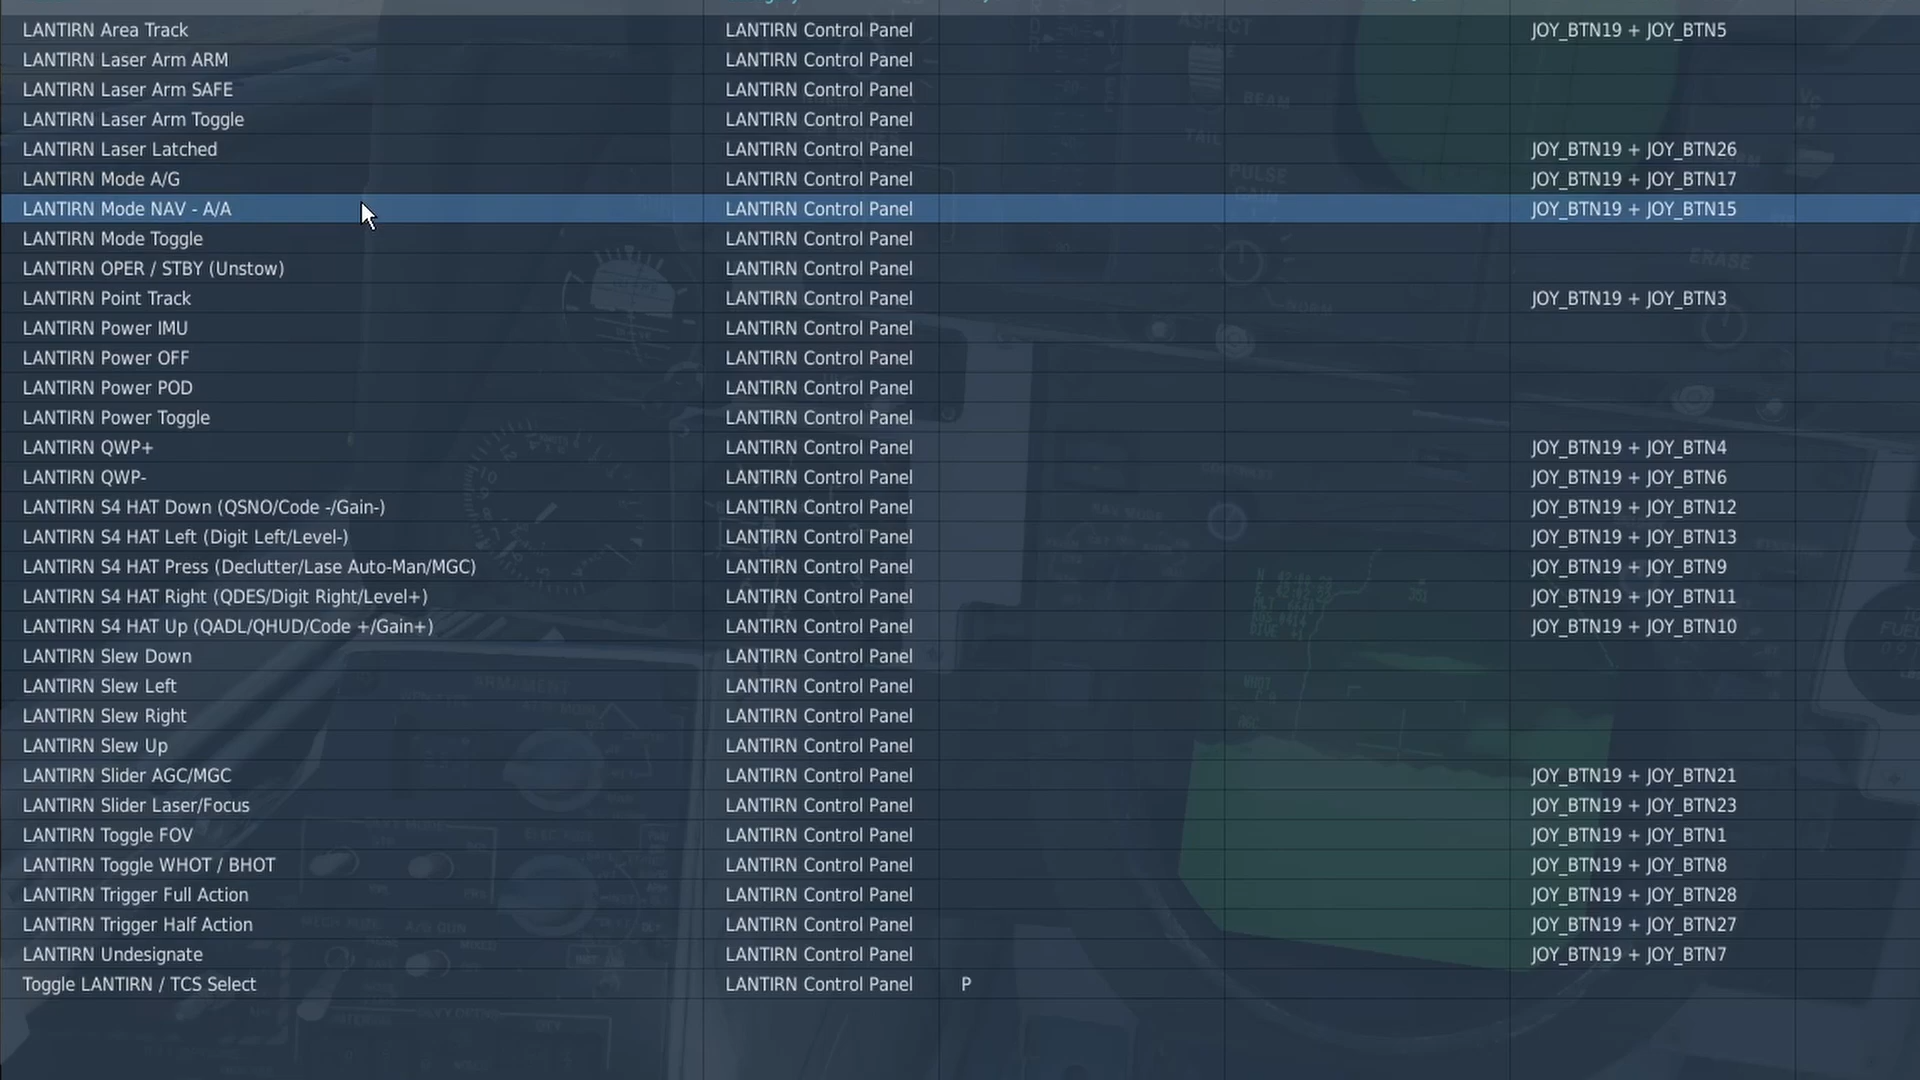 LANTIRN Area Track LANTIRN Control Panel JOY_BTN19 + JOY_BTN5
LANTIRN Laser Arm ARM LANTIRN Control Panel
LANTIRN Laser Arm SAFE LANTIRN Control Panel
LANTIRN Laser Arm Toggle LANTIRN Control Panel
LANTIRN Laser Latched LANTIRN Control Panel JOY_BTN19 + JOY_BTN26
LANTIRN Mode A/G LANTIRN Control Panel JOY_BTN19 + JOY_BTN17
LANTIRN Mode NAV - A/A LANTIRN Control Panel JOY_BTN19 + JOY_BTN15
LANTIRN Mode Toggle LANTIRN Control Panel
LANTIRN OPER / STBY (Unstow) LANTIRN Control Panel
LANTIRN Point Track LANTIRN Control Panel JOY_BTN19 + JOY_BTN3
LANTIRN Power IMU LANTIRN Control Panel
LANTIRN Power OFF LANTIRN Control Panel
LANTIRN Power POD LANTIRN Control Panel
LANTIRN Power Toggle LANTIRN Control Panel
LANTIRN QWP+ LANTIRN Control Panel JOY_BTN19 + JOY_BTN4
LANTIRN QWP- LANTIRN Control Panel JOY_BTN19 + JOY_BTN6
LANTIRN S4 HAT Down (QSNO/Code -/Gain-) LANTIRN Control Panel JOY_BTN19 + JOY_BTN12
LANTIRN S4 HAT Left (Digit Left/Level-) LANTIRN Control Panel JOY_BTN19 + JOY_BTN13
LANTIRN S4 HAT Press (Declutter/Lase Auto-Man/MGC) LANTIRN Control Panel JOY_BTN19 + JOY_BTN9
LANTIRN S4 HAT Right (QDES/Digit Right/Level+) LANTIRN Control Panel JOY_BTN19 + JOY_BTN11
LANTIRN S4 HAT Up (QADL/QHUD/Code +/Gain+) LANTIRN Control Panel JOY_BTN19 + JOY_BTN10
LANTIRN Slew Down LANTIRN Control Panel
LANTIRN Slew Left LANTIRN Control Panel
LANTIRN Slew Right LANTIRN Control Panel
LANTIRN Slew Up LANTIRN Control Panel
LANTIRN Slider AGC/MGC LANTIRN Control Panel JOY_BTN19 + JOY_BTN21
LANTIRN Slider Laser/Focus LANTIRN Control Panel JOY_BTN19 + JOY_BTN23
LANTIRN Toggle FOV LANTIRN Control Panel JOY_BTN19 + JOY_BTN1
LANTIRN Toggle WHOT / BHOT LANTIRN Control Panel JOY_BTN19 + JOY_BTN8
LANTIRN Trigger Full Action LANTIRN Control Panel JOY_BTN19 + JOY_BTN28
LANTIRN Trigger Half Action LANTIRN Control Panel JOY_BTN19 + JOY_BTN27
LANTIRN Undesignate LANTIRN Control Panel JOY_BTN19 + JOY_BTN7
Toggle LANTIRN / TCS Select LANTIRN Control Panel P
ASPECT
BEAM
TAIL
PULSE
GAIN
ERASE
NORM
ARMAMENT